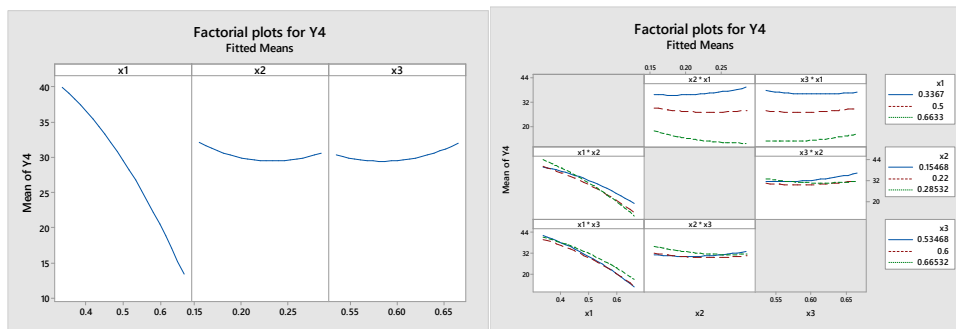 Factorial plots for Y4
Fitted Means
x1 x2 x3
Mean of Y4
40
35
30
25
20
15
10
0.4 0.5 0.6 0.15 0.20 0.25 0.55 0.60 0.65
Factorial plots for Y4
Fitted Means
0.15 0.20 0.25
x2 * x1 x3 * x1
44
32
20
x1
0.3367
0.5
0.6633
Mean of Y4
x1 * x2 x3 * x2
44
32
20
x2
0.15468
0.22
0.28532
x1 * x3 x2 * x3
44
32
20
x3
0.53468
0.6
0.66532
0.4 0.5 0.6 0.55 0.60 0.65
x1 x2 x3